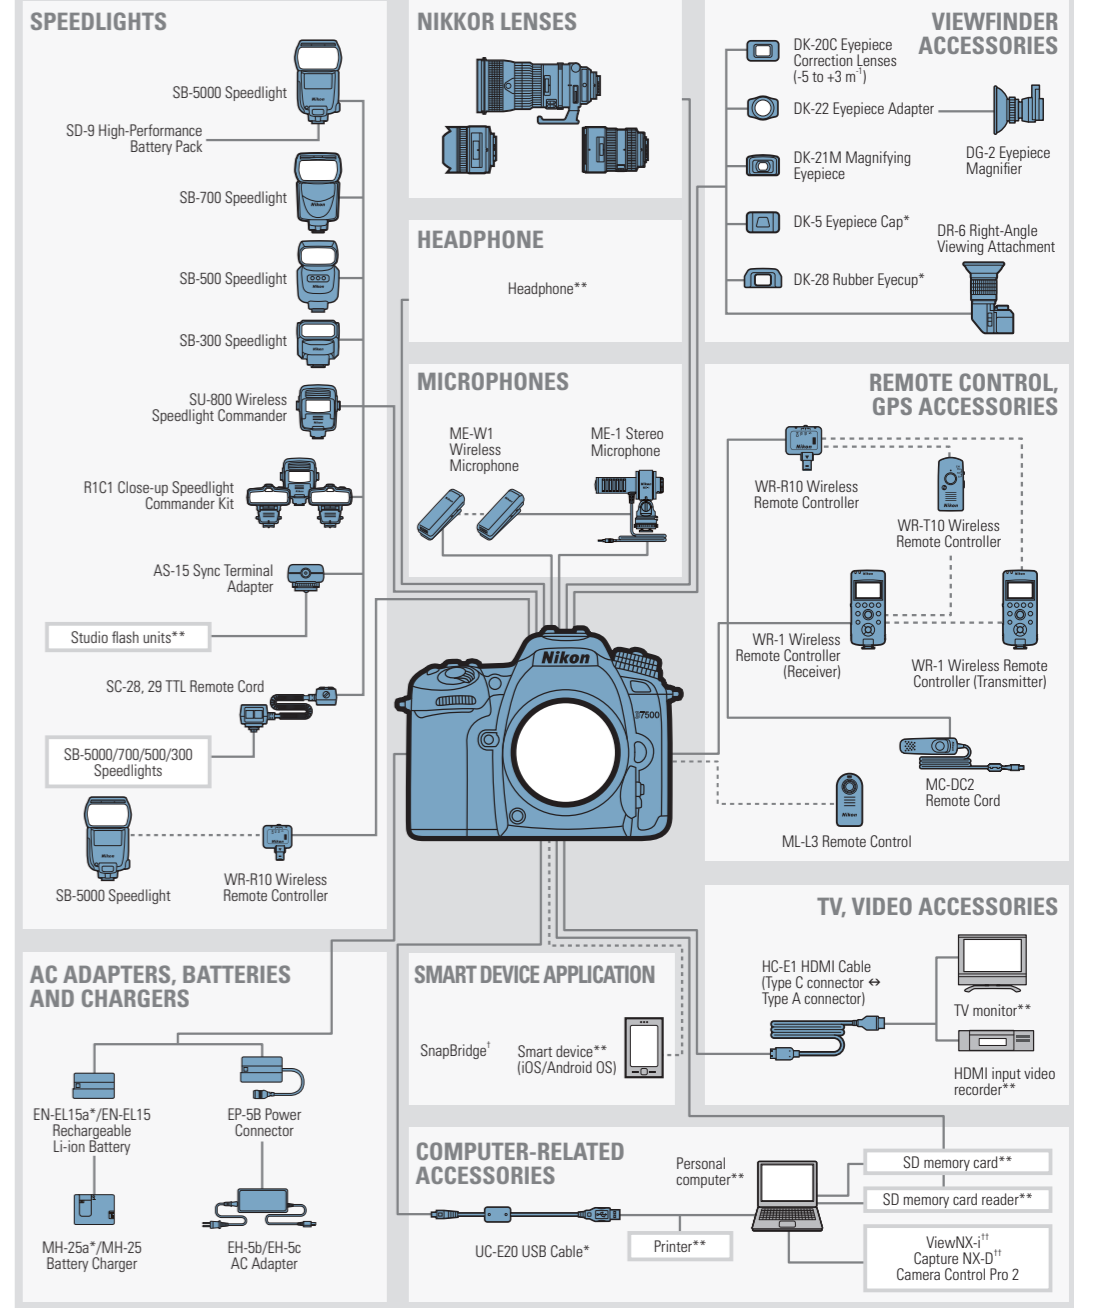 SPEEDLIGHTS
SB-5000 Speedlight
SD-9 High-Performance
Battery Pack
SB-700 Speedlight
SB-500 Speedlight
SB-300 Speedlight
SU-800 Wireless
Speedlight Commander
R1C1 Close-up Speedlight
Commander Kit
AS-15 Sync Terminal
Adapter
Studio flash units**
SC-28, 29 TTL Remote Cord
SB-5000/700/500/300
Speedlights
SB-5000 Speedlight
WR-R10 Wireless
Remote Controller
NIKKOR LENSES
HEADPHONE
Headphone**
MICROPHONES
ME-W1
Wireless
Microphone
ME-1 Stereo
Microphone
Nikon
D7500
VIEWFINDER
ACCESSORIES
DK-20C Eyepiece
Correction Lenses
(-5 to +3 m⁻¹)
DK-22 Eyepiece Adapter
DG-2 Eyepiece
Magnifier
DK-21M Magnifying
Eyepiece
DK-5 Eyepiece Cap*
DR-6 Right-Angle
Viewing Attachment
DK-28 Rubber Eyecup*
REMOTE CONTROL,
GPS ACCESSORIES
WR-R10 Wireless
Remote Controller
WR-T10 Wireless
Remote Controller
WR-1 Wireless
Remote Controller
(Receiver)
WR-1 Wireless Remote
Controller (Transmitter)
MC-DC2
Remote Cord
ML-L3 Remote Control
TV, VIDEO ACCESSORIES
HC-E1 HDMI Cable
(Type C connector ↔
Type A connector)
TV monitor**
HDMI input video
recorder**
AC ADAPTERS, BATTERIES
AND CHARGERS
EN-EL15a*/EN-EL15
Rechargeable
Li-ion Battery
EP-5B Power
Connector
MH-25a*/MH-25
Battery Charger
EH-5b/EH-5c
AC Adapter
SMART DEVICE APPLICATION
SnapBridge†
Smart device**
(iOS/Android OS)
COMPUTER-RELATED
ACCESSORIES
Personal
computer**
SD memory card**
SD memory card reader**
UC-E20 USB Cable*
Printer**
ViewNX-i††
Capture NX-D††
Camera Control Pro 2